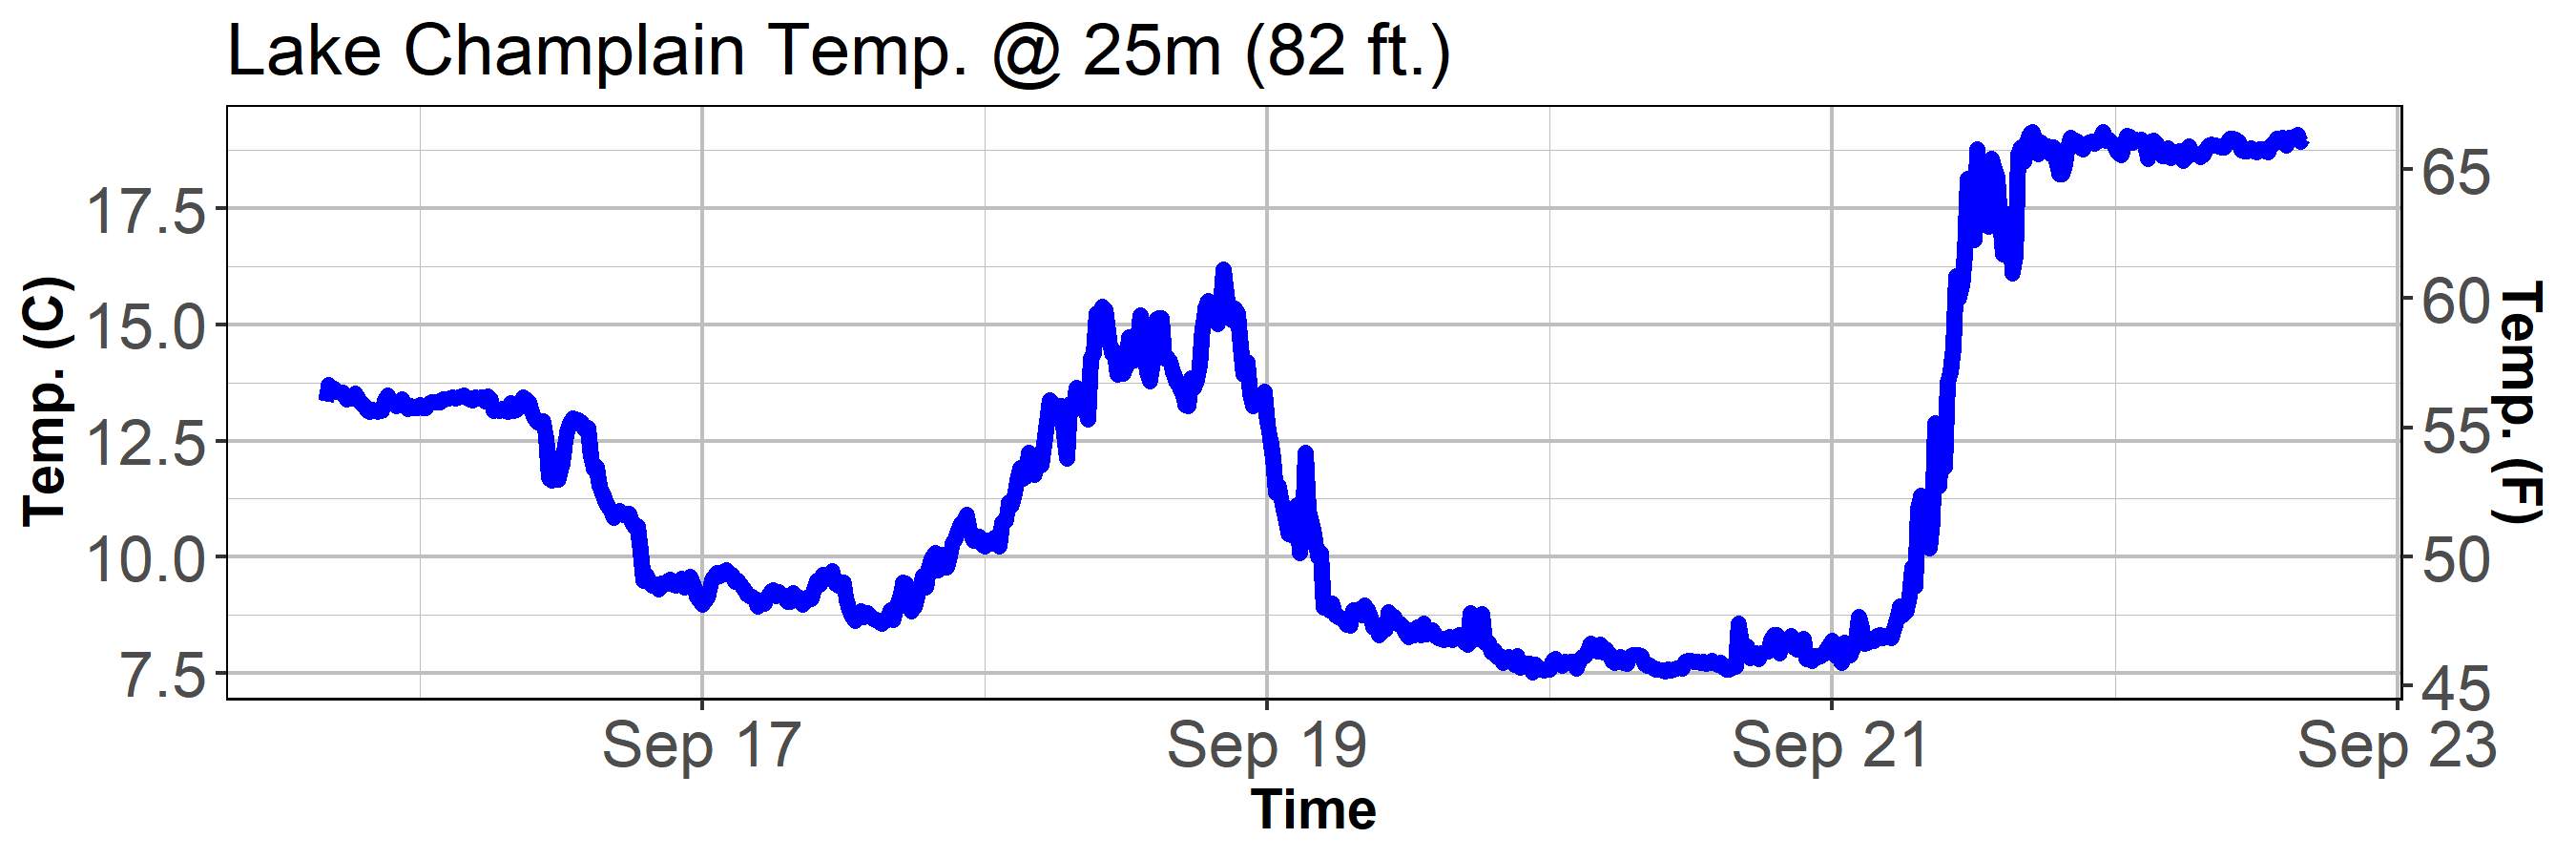 Lake Champlain Temp. @ 25m (82 ft.)
Temp. (C)
17.5
15.0
12.5
10.0
7.5
65
60
55
50
45
Temp. (F)
Sep 17
Sep 19
Sep 21
Sep 23
Time